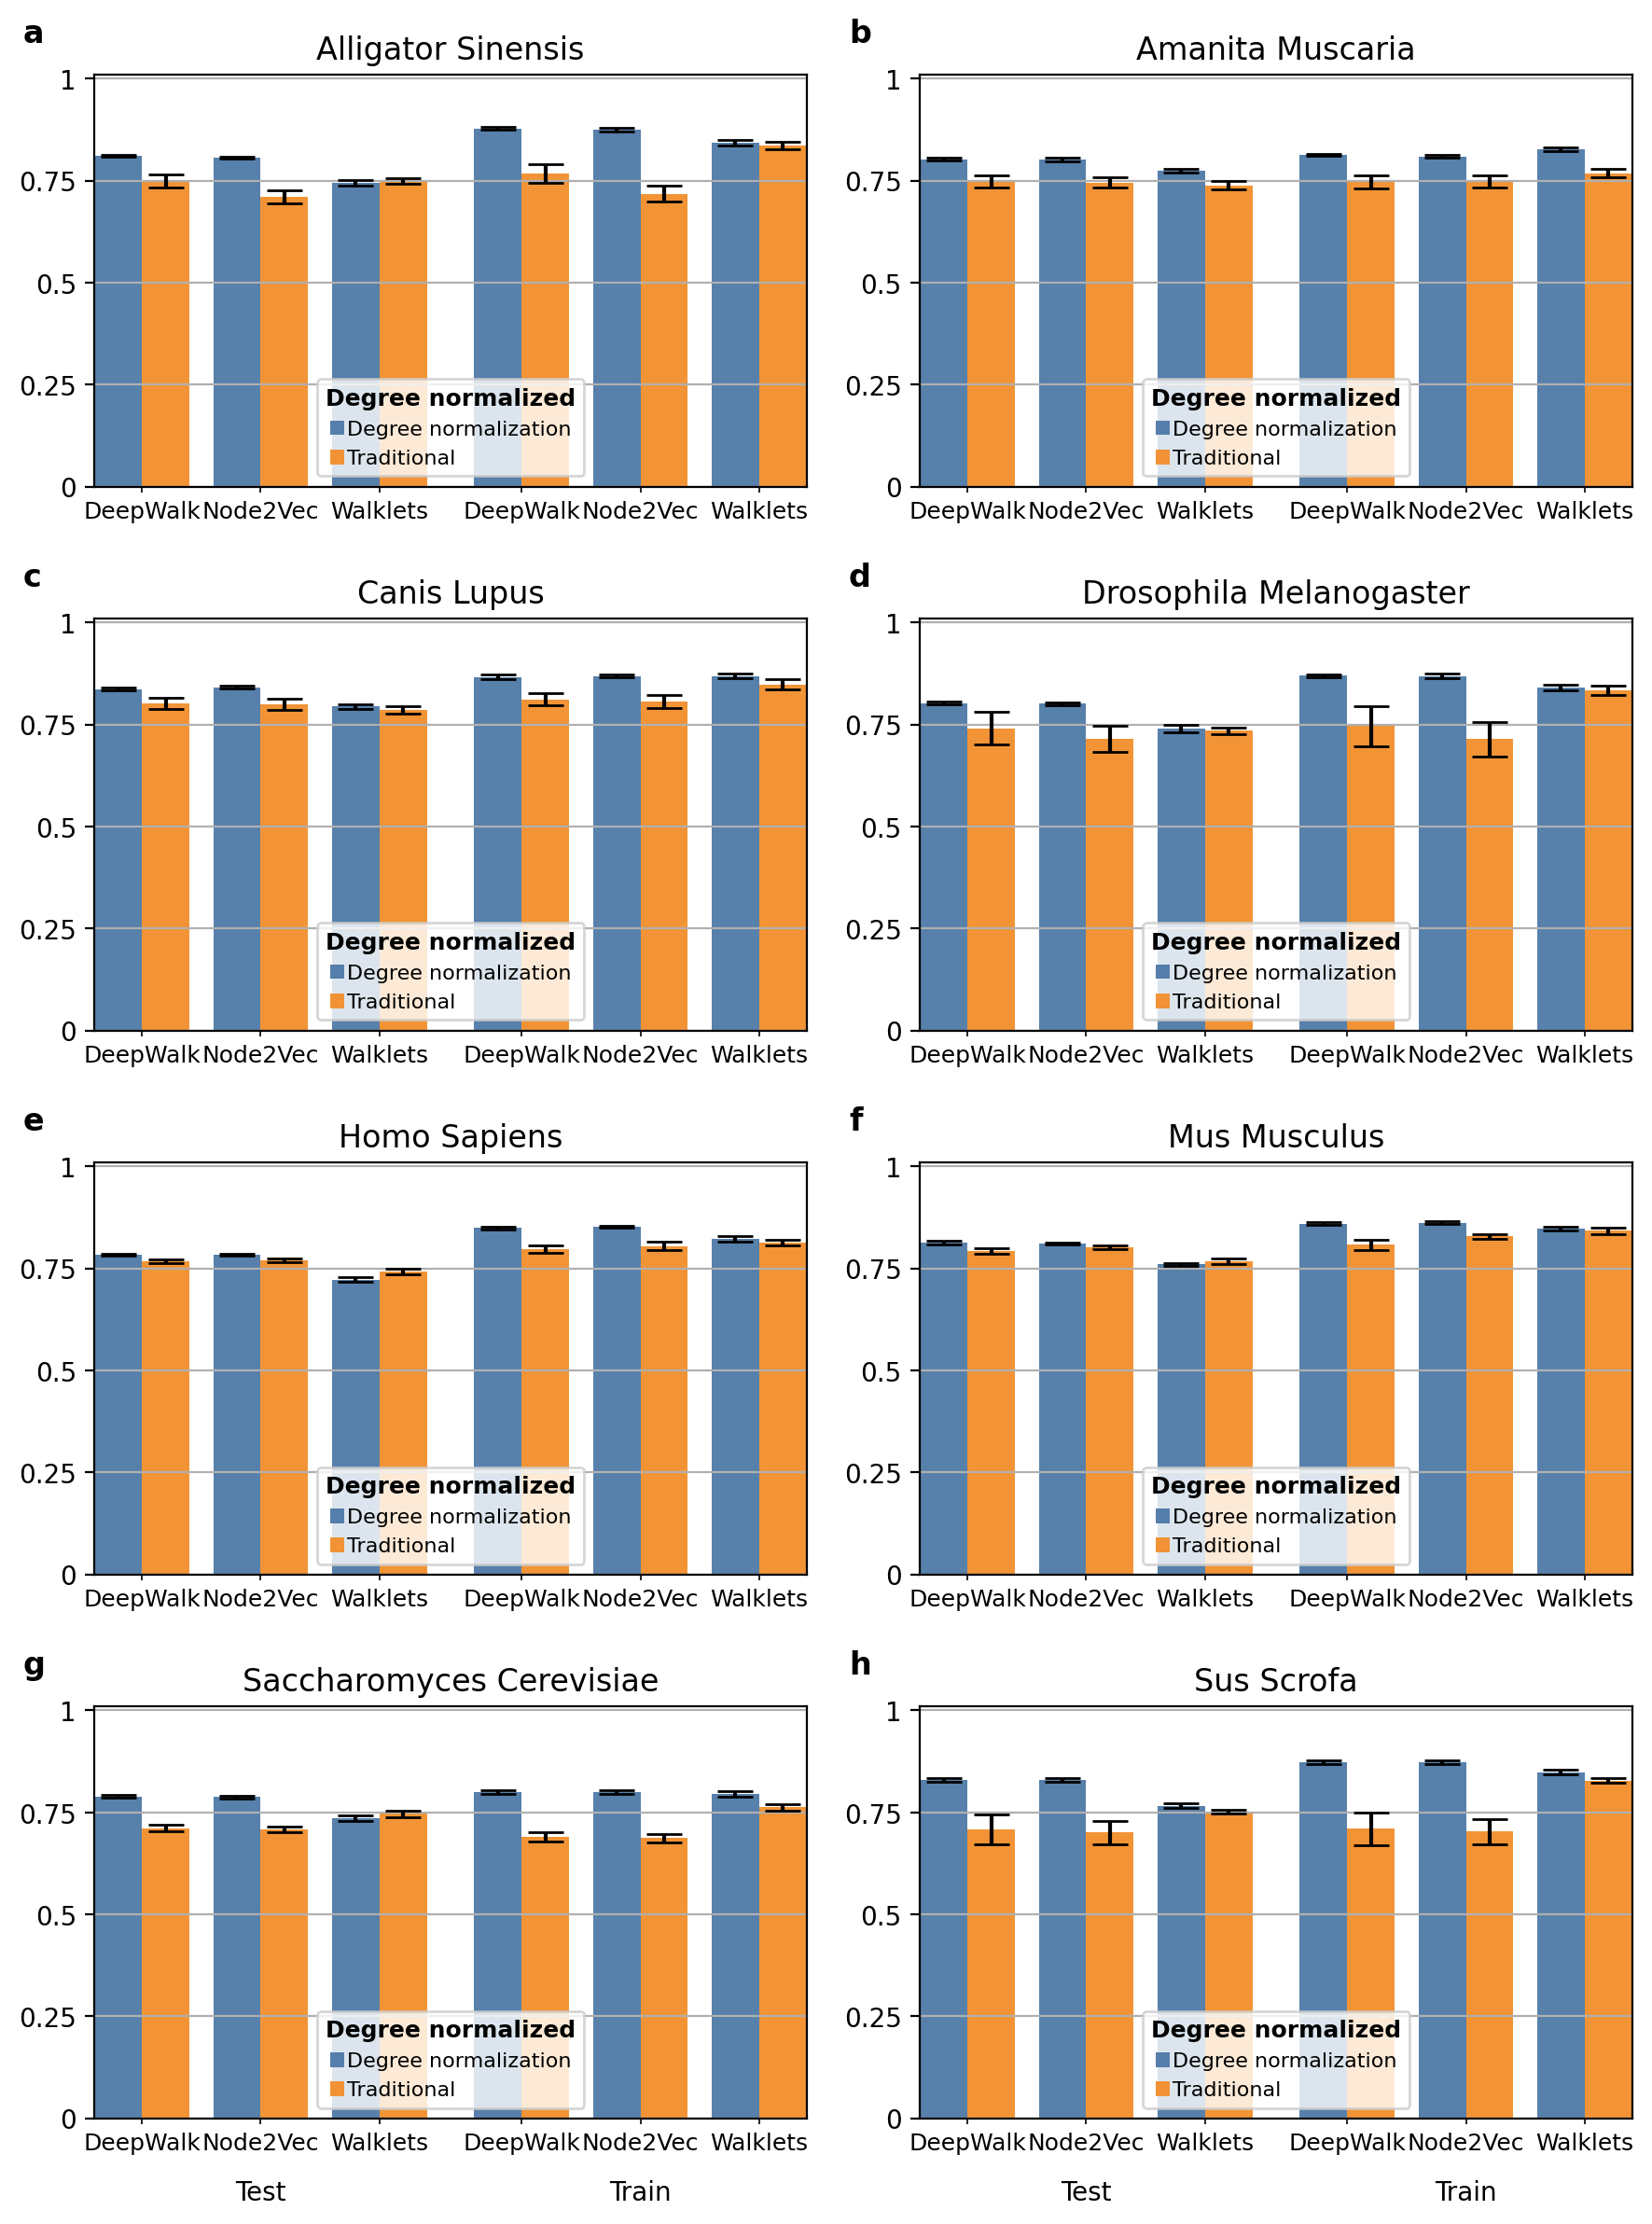 a
Alligator Sinensis
1
0.75
0.5
0.25
0
Degree normalized
Degree normalization
Traditional
DeepWalk Node2Vec Walklets DeepWalk Node2Vec Walklets
b
Amanita Muscaria
1
0.75
0.5
0.25
0
Degree normalized
Degree normalization
Traditional
DeepWalk Node2Vec Walklets DeepWalk Node2Vec Walklets
c
Canis Lupus
1
0.75
0.5
0.25
0
Degree normalized
Degree normalization
Traditional
DeepWalk Node2Vec Walklets DeepWalk Node2Vec Walklets
d
Drosophila Melanogaster
1
0.75
0.5
0.25
0
Degree normalized
Degree normalization
Traditional
DeepWalk Node2Vec Walklets DeepWalk Node2Vec Walklets
e
Homo Sapiens
1
0.75
0.5
0.25
0
Degree normalized
Degree normalization
Traditional
DeepWalk Node2Vec Walklets DeepWalk Node2Vec Walklets
f
Mus Musculus
1
0.75
0.5
0.25
0
Degree normalized
Degree normalization
Traditional
DeepWalk Node2Vec Walklets DeepWalk Node2Vec Walklets
g
Saccharomyces Cerevisiae
1
0.75
0.5
0.25
0
Degree normalized
Degree normalization
Traditional
DeepWalk Node2Vec Walklets DeepWalk Node2Vec Walklets
Test Train
h
Sus Scrofa
1
0.75
0.5
0.25
0
Degree normalized
Degree normalization
Traditional
DeepWalk Node2Vec Walklets DeepWalk Node2Vec Walklets
Test Train